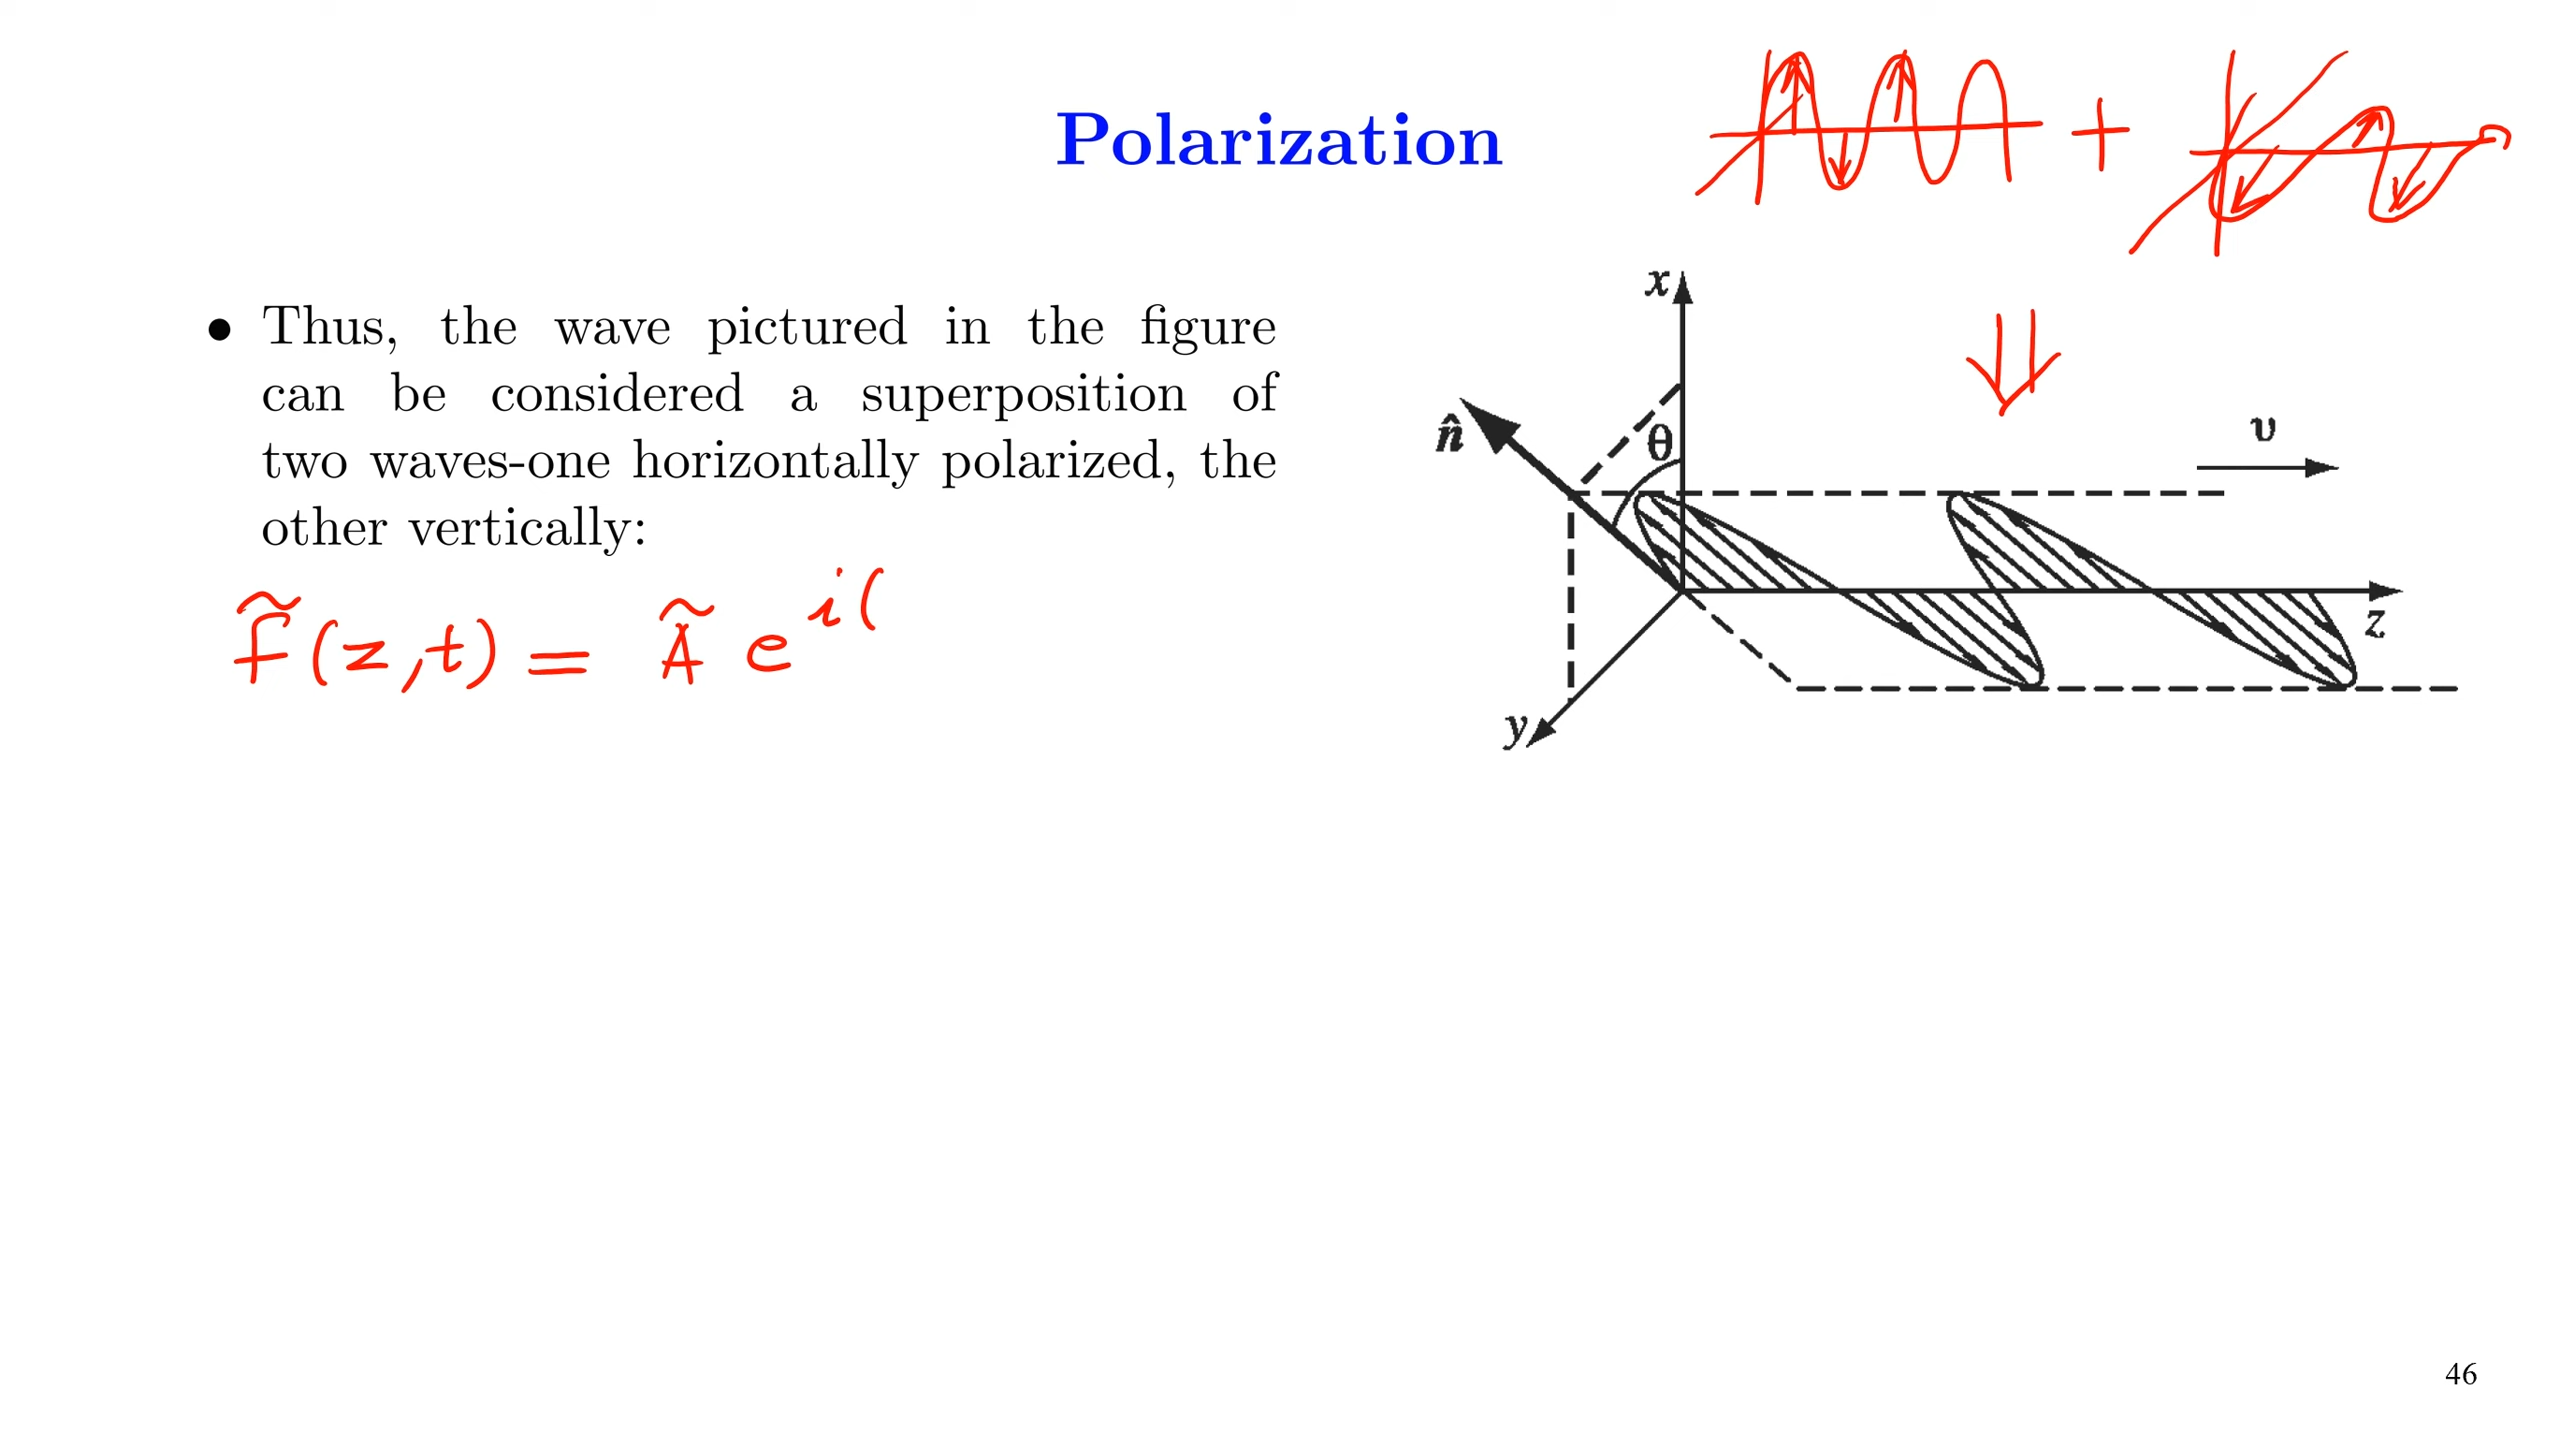 Polarization
• Thus, the wave pictured in the figure
can be considered a superposition of
two waves-one horizontally polarized, the
other vertically:
f̃(z,t) = Ã e^{i(
+
x
n̂
θ
υ
z
y
46